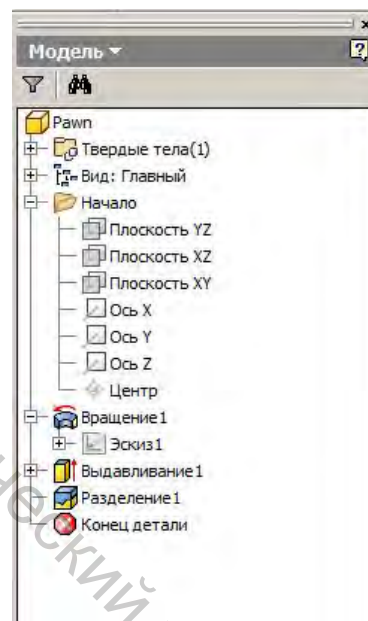 Модель
Pawn
Твердые тела(1)
Вид: Главный
Начало
Плоскость YZ
Плоскость XZ
Плоскость XY
Ось X
Ось Y
Ось Z
Центр
Вращение1
Эскиз1
Выдавливание1
Разделение1
Конец детали